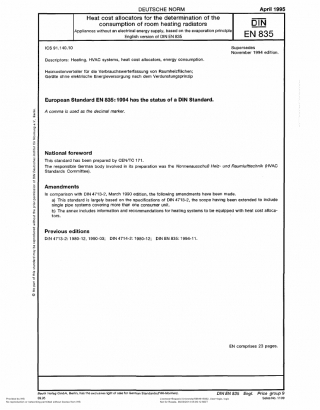 DEUTSCHE NORM
April 1995
Heat cost allocators for the determination of the
consumption of room heating radiators
Appliances without an electrical energy supply, based on the evaporation principle
English version of DIN EN 835
DIN
EN 835
ICS 91.140.10
Supersedes
November 1994 edition.
Descriptors: Heating, HVAC systems, heat cost allocators, energy consumption.
Heizkostenverteiler für die Verbrauchswerterfassung von Raumheizflächen;
Geräte ohne elektrische Energieversorgung nach dem Verdunstungsprinzip
European Standard EN 835:1994 has the status of a DIN Standard.
A comma is used as the decimal marker.
National foreword
This standard has been prepared by CEN/TC 171.
The responsible German body involved in its preparation was the Normenausschuß Heiz- und Raumlufttechnik (HVAC
Standards Committee).
Amendments
In comparison with DIN 4713-2, March 1990 edition, the following amendments have been made.
a) This standard is largely based on the specifications of DIN 4713-2, the scope having been extended to include
single pipe systems covering more than one consumer unit.
b) The annex includes information and recommendations for heating systems to be equipped with heat cost alloca-
tors.
Previous editions
DIN 4713-2: 1990-03; DIN EN 835: 1994-11.
EN comprises 23 pages.
DIN EN 835 Engl. Price group 9